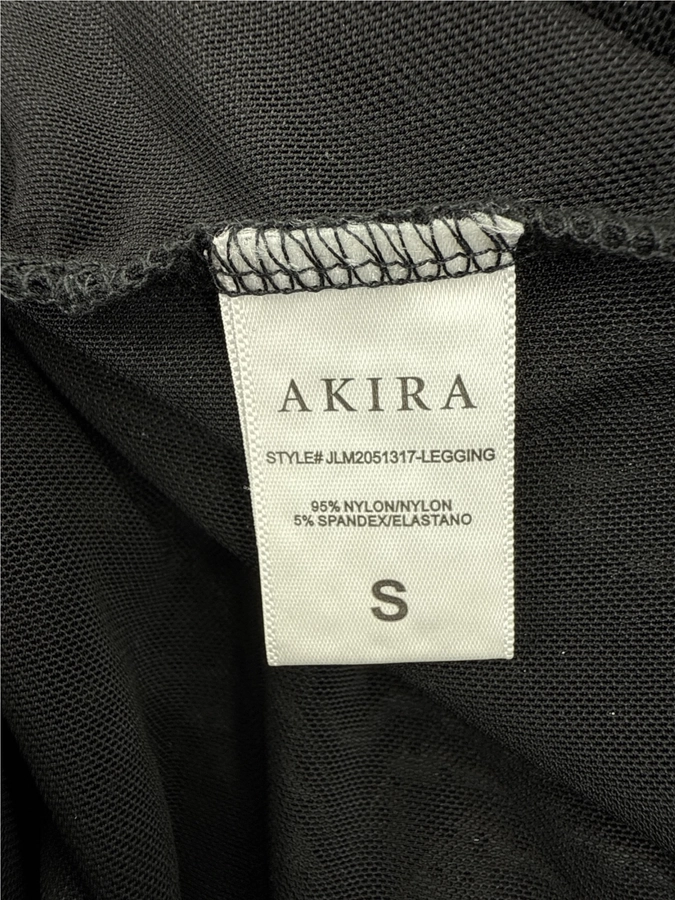 AKIRA
STYLE# JLM2051317-LEGGING
95% NYLON/NYLON
5% SPANDEX/ELASTANO
S